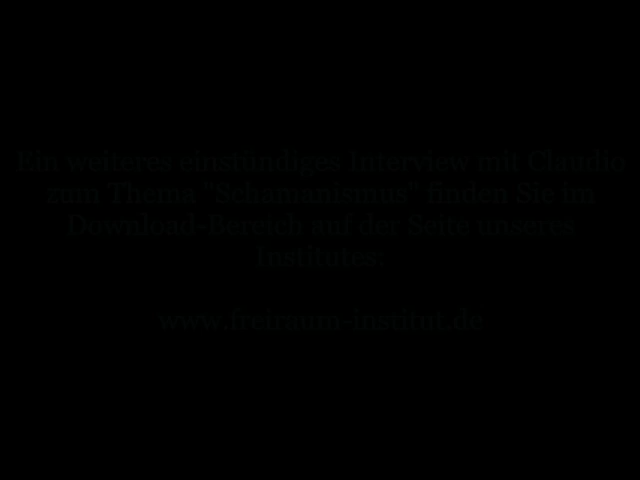 Ein weiteres einstündiges Interview mit Claudio
zum Thema "Schamanismus" finden Sie im
Download-Bereich auf der Seite unseres
Institutes:
www.freiraum-institut.de